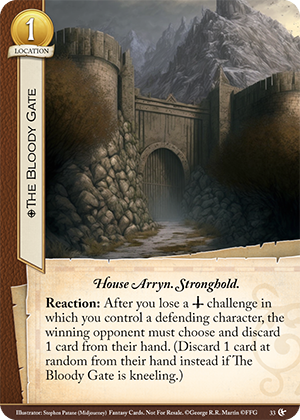 1
LOCATION
The Bloody Gate
House Arryn. Stronghold.
Reaction: After you lose a challenge in
which you control a defending character, the
winning opponent must choose and discard
1 card from their hand. (Discard 1 card at
random from their hand instead if The
Bloody Gate is kneeling.)
Illustrator: Stephen Patane (Midjourney) Fantasy Cards. Not For Resale. ©George R.R. Martin ©FFG
33